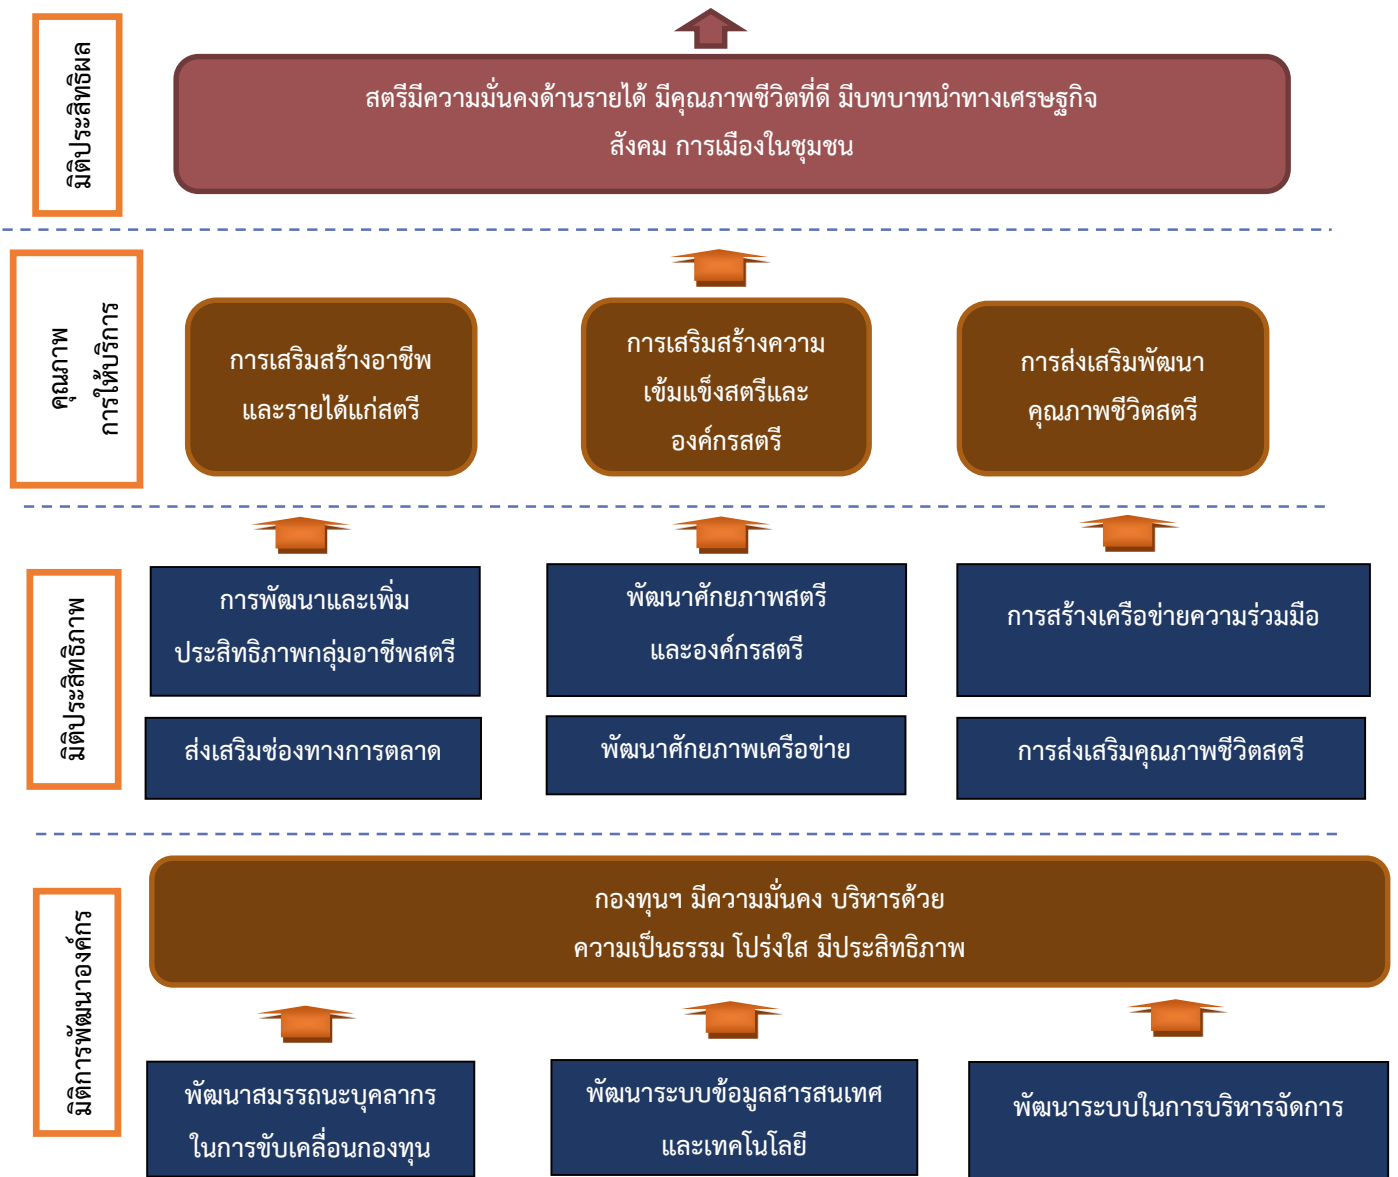 มิติประสิทธิผล
สตรีมีความมั่นคงด้านรายได้ มีคุณภาพชีวิตที่ดี มีบทบาทนำทางเศรษฐกิจ
สังคม การเมืองในชุมชน
คุณภาพ
การให้บริการ
การเสริมสร้างอาชีพ
และรายได้แก่สตรี
การเสริมสร้างความ
เข้มแข็งสตรีและ
องค์กรสตรี
การส่งเสริมพัฒนา
คุณภาพชีวิตสตรี
มิติประสิทธิภาพ
การพัฒนาและเพิ่ม
ประสิทธิภาพกลุ่มอาชีพสตรี
พัฒนาศักยภาพสตรี
และองค์กรสตรี
การสร้างเครือข่ายความร่วมมือ
ส่งเสริมช่องทางการตลาด
พัฒนาศักยภาพเครือข่าย
การส่งเสริมคุณภาพชีวิตสตรี
มิติการพัฒนาองค์กร
กองทุนฯ มีความมั่นคง บริหารด้วย
ความเป็นธรรม โปร่งใส มีประสิทธิภาพ
พัฒนาสมรรถนะบุคลากร
ในการขับเคลื่อนกองทุน
พัฒนาระบบข้อมูลสารสนเทศ
และเทคโนโลยี
พัฒนาระบบในการบริหารจัดการ